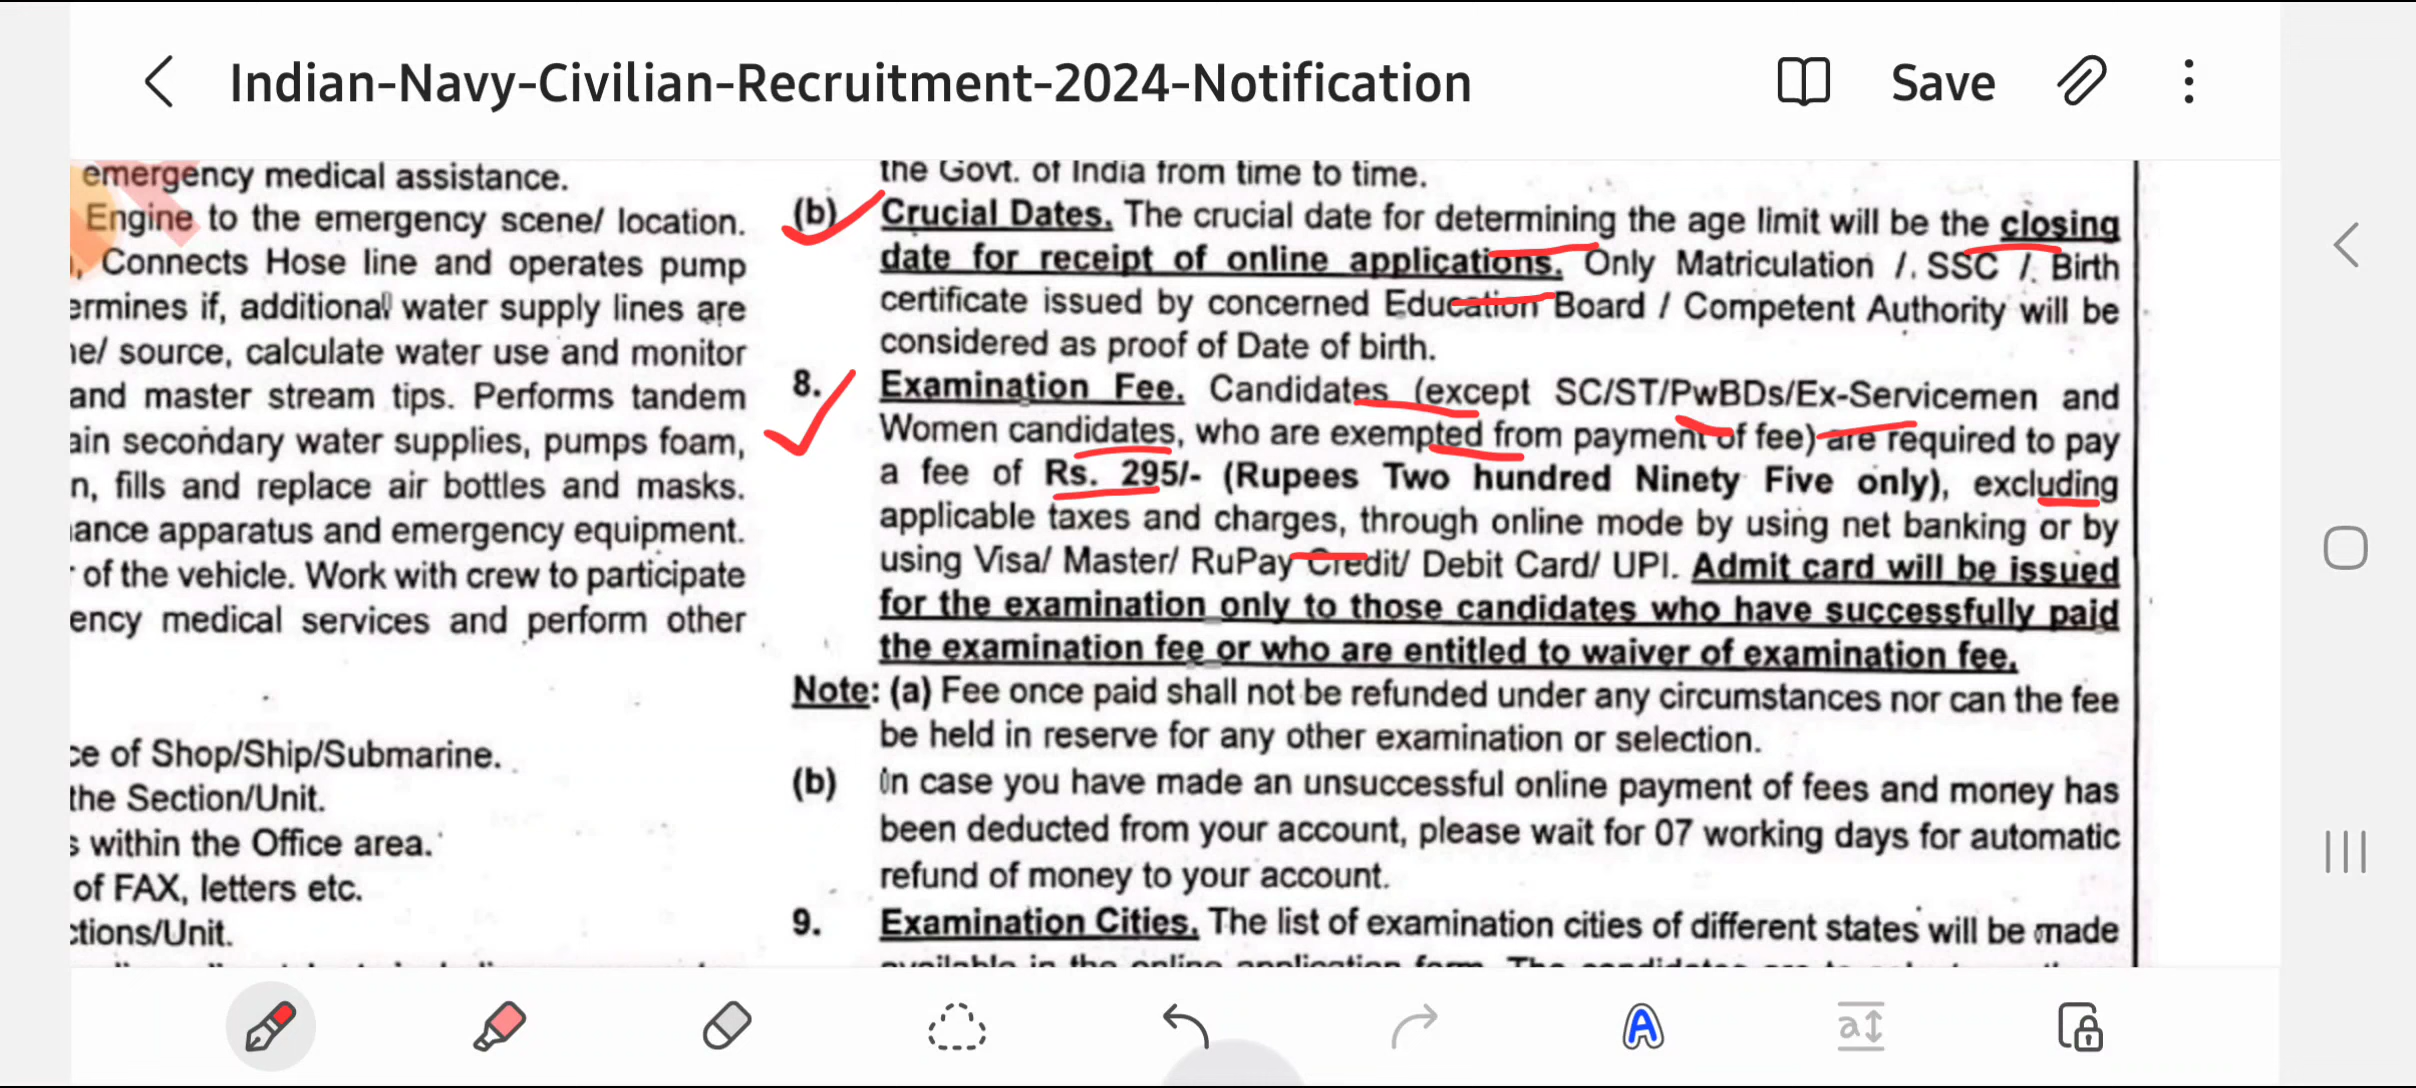 Indian-Navy-Civilian-Recruitment-2024-Notification
Save
emergency medical assistance.
Engine to the emergency scene/ location.
, Connects Hose line and operates pump
ermines if, additional water supply lines are
ne/ source, calculate water use and monitor
and master stream tips. Performs tandem
ain secondary water supplies, pumps foam,
n, fills and replace air bottles and masks.
ance apparatus and emergency equipment.
of the vehicle. Work with crew to participate
ency medical services and perform other
ce of Shop/Ship/Submarine.
the Section/Unit.
s within the Office area.
of FAX, letters etc.
ctions/Unit.
the Govt. of India from time to time.
(b) Crucial Dates. The crucial date for determining the age limit will be the closing
date for receipt of online applications. Only Matriculation / SSC / Birth
certificate issued by concerned Education Board / Competent Authority will be
considered as proof of Date of birth.
8. Examination Fee. Candidates (except SC/ST/PwBDs/Ex-Servicemen and
Women candidates, who are exempted from payment of fee) are required to pay
a fee of Rs. 295/- (Rupees Two hundred Ninety Five only), excluding
applicable taxes and charges, through online mode by using net banking or by
using Visa/ Master/ RuPay Credit/ Debit Card/ UPI. Admit card will be issued
for the examination only to those candidates who have successfully paid
the examination fee or who are entitled to waiver of examination fee.
Note: (a) Fee once paid shall not be refunded under any circumstances nor can the fee
be held in reserve for any other examination or selection.
(b) In case you have made an unsuccessful online payment of fees and money has
been deducted from your account, please wait for 07 working days for automatic
refund of money to your account.
9. Examination Cities. The list of examination cities of different states will be made
available in the online application form. The candidates are to